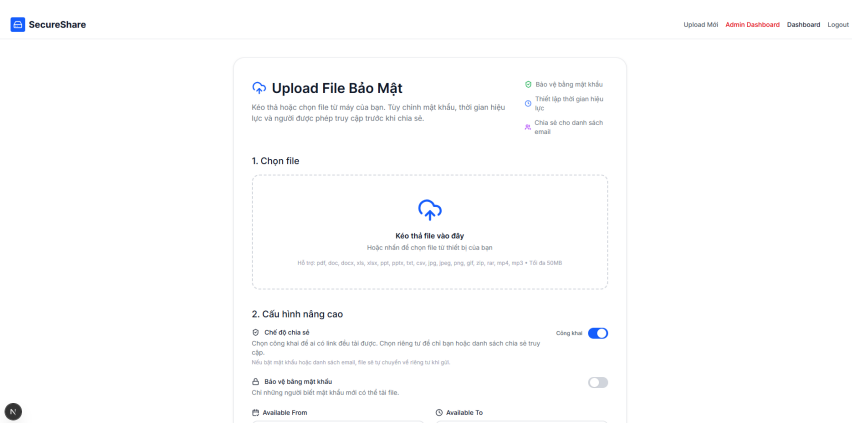 SecureShare
Upload Mới Admin Dashboard Dashboard Logout
Upload File Bảo Mật
Kéo thả hoặc chọn file từ máy của bạn. Tùy chỉnh mật khẩu, thời gian hiệu
lực và người được phép truy cập trước khi chia sẻ.
Bảo vệ bằng mật khẩu
Thiết lập thời gian hiệu
lực
Chia sẻ cho danh sách
email
1. Chọn file
Kéo thả file vào đây
Hoặc nhấn để chọn file từ thiết bị của bạn
Hỗ trợ: pdf, doc, docx, xls, xlsx, ppt, pptx, txt, csv, jpg, jpeg, png, gif, zip, rar, mp4, mp3 • Tối đa 50MB
2. Cấu hình nâng cao
Chế độ chia sẻ
Công khai
Chọn công khai để ai có link đều tải được. Chọn riêng tư để chỉ bạn hoặc danh sách chia sẻ truy
cập.
Nếu bật mật khẩu hoặc danh sách email, file sẽ tự chuyển về riêng tư khi gửi.
Bảo vệ bằng mật khẩu
Chỉ những người biết mật khẩu mới có thể tải file.
Available From
Available To
N